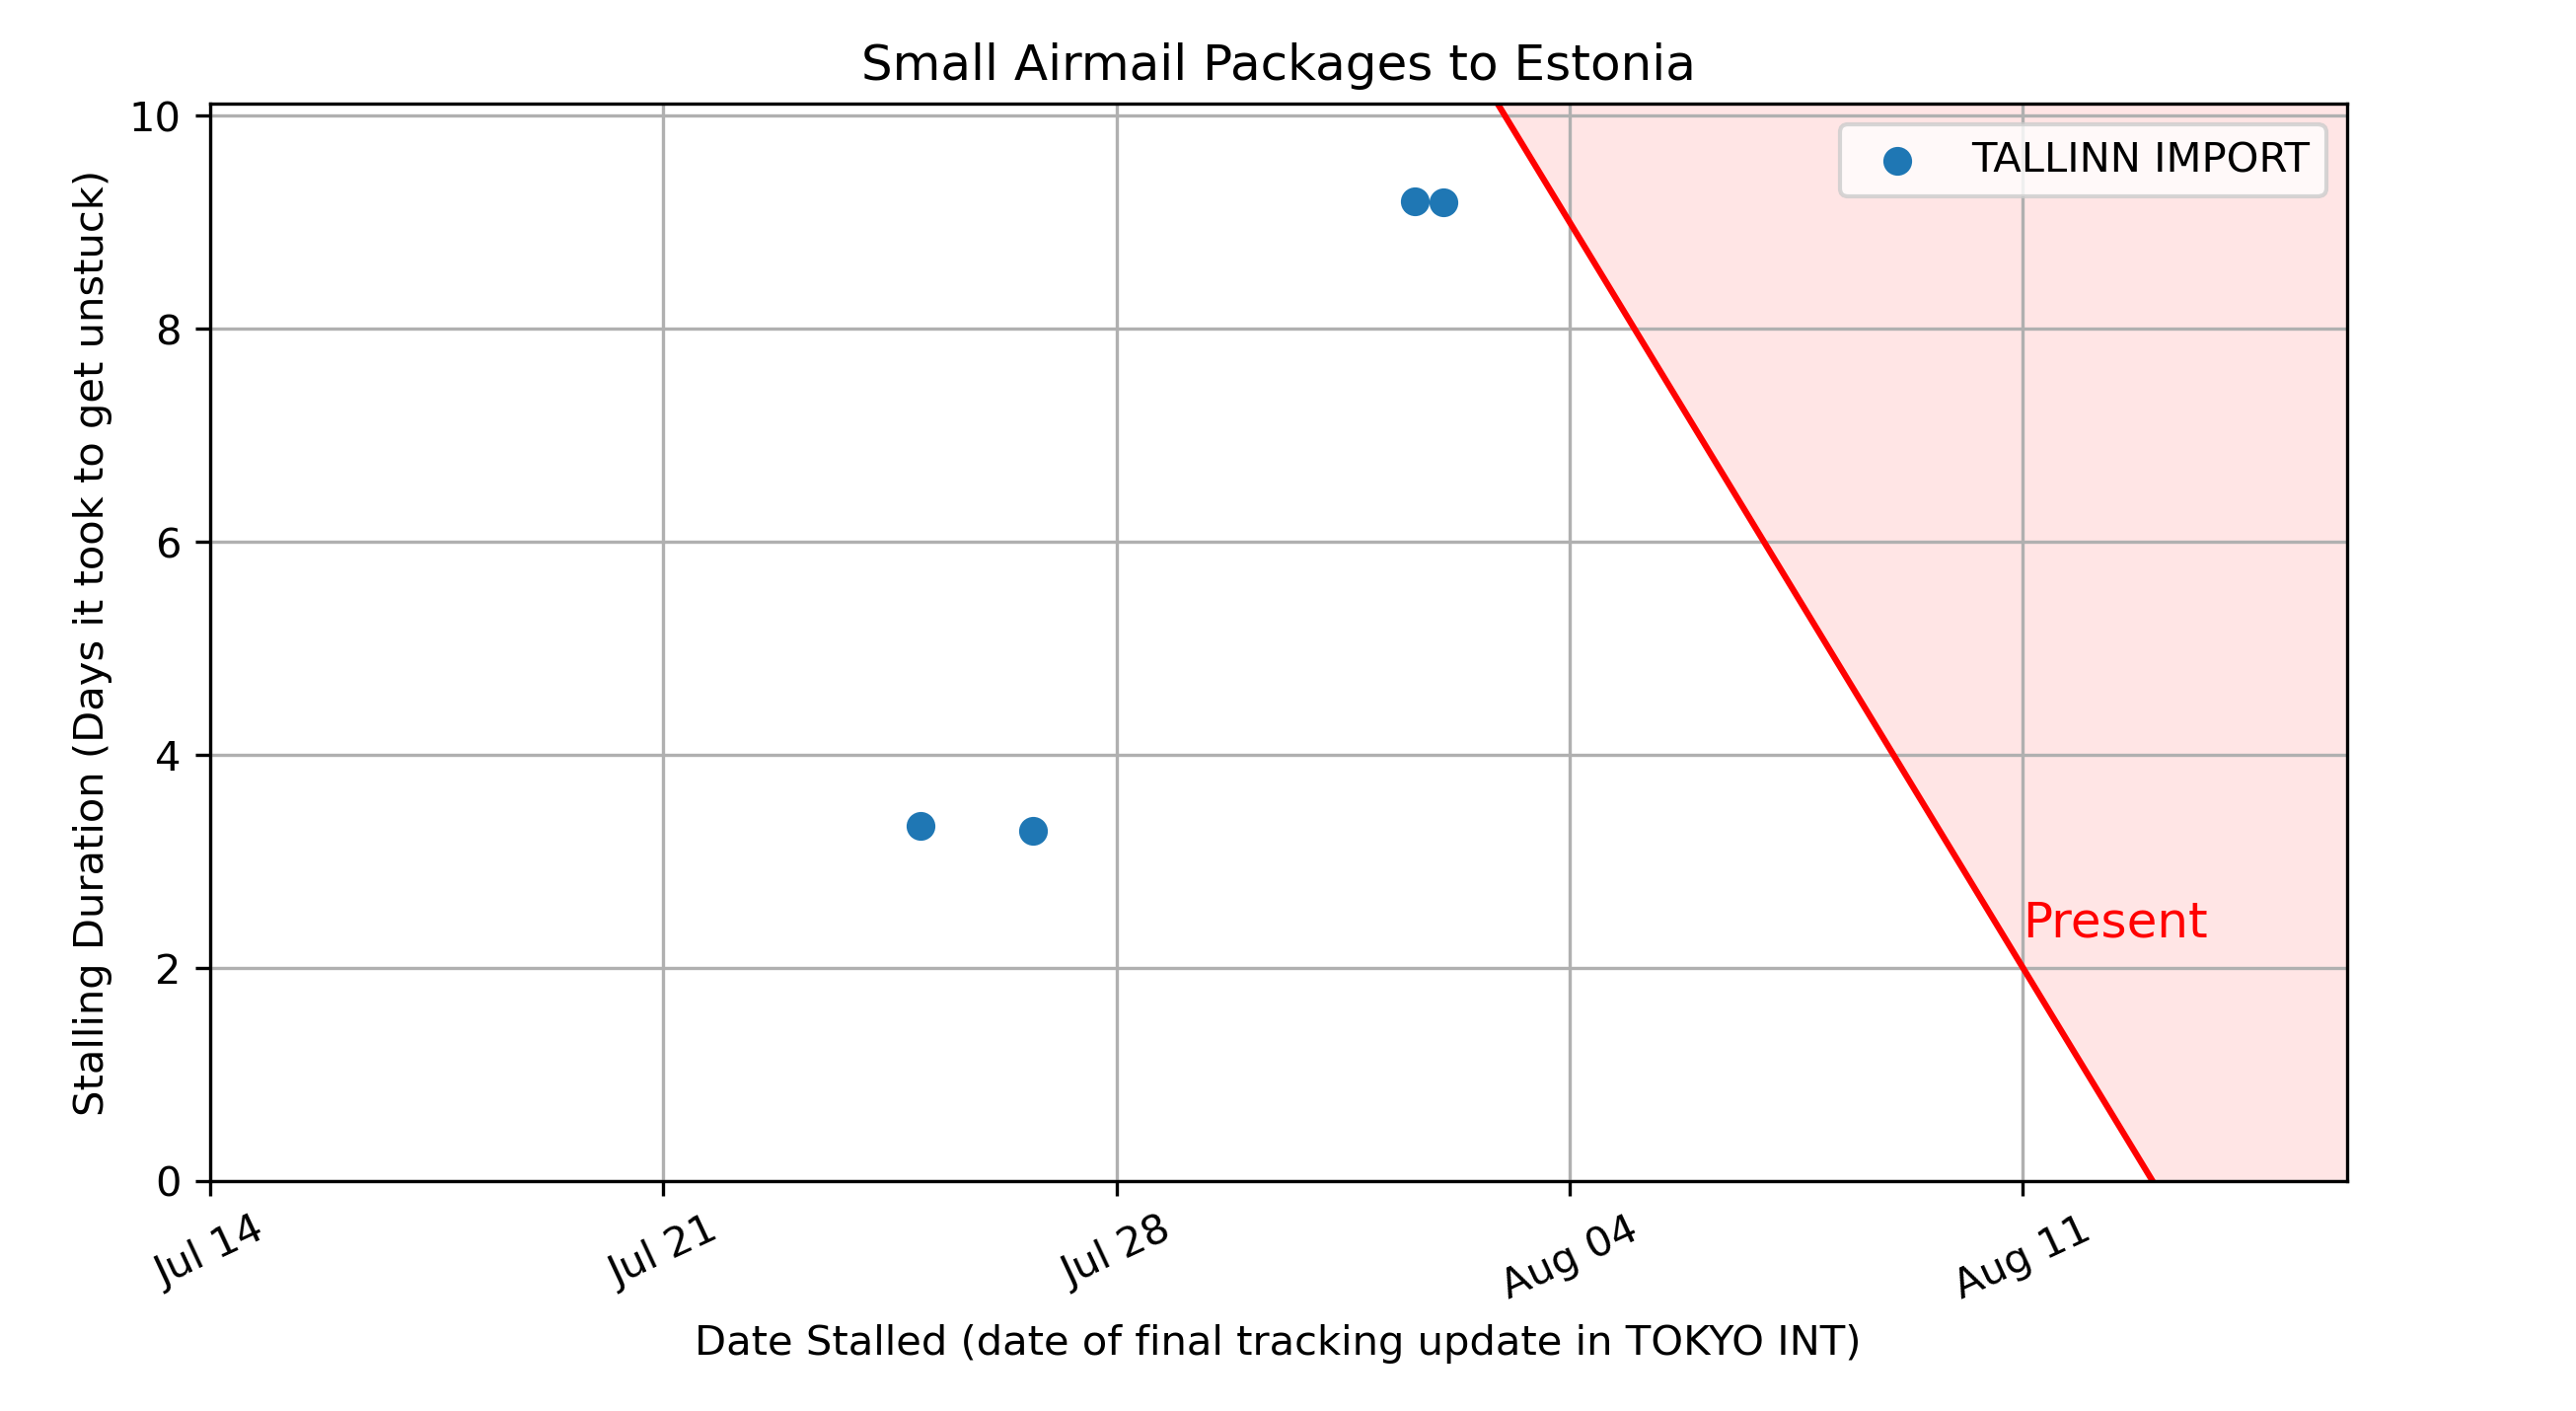 Small Airmail Packages to Estonia
Stalling Duration (Days it took to get unstuck)
10
8
6
4
2
0
TALLINN IMPORT
Present
Jul 14
Jul 21
Jul 28
Aug 04
Aug 11
Date Stalled (date of final tracking update in TOKYO INT)